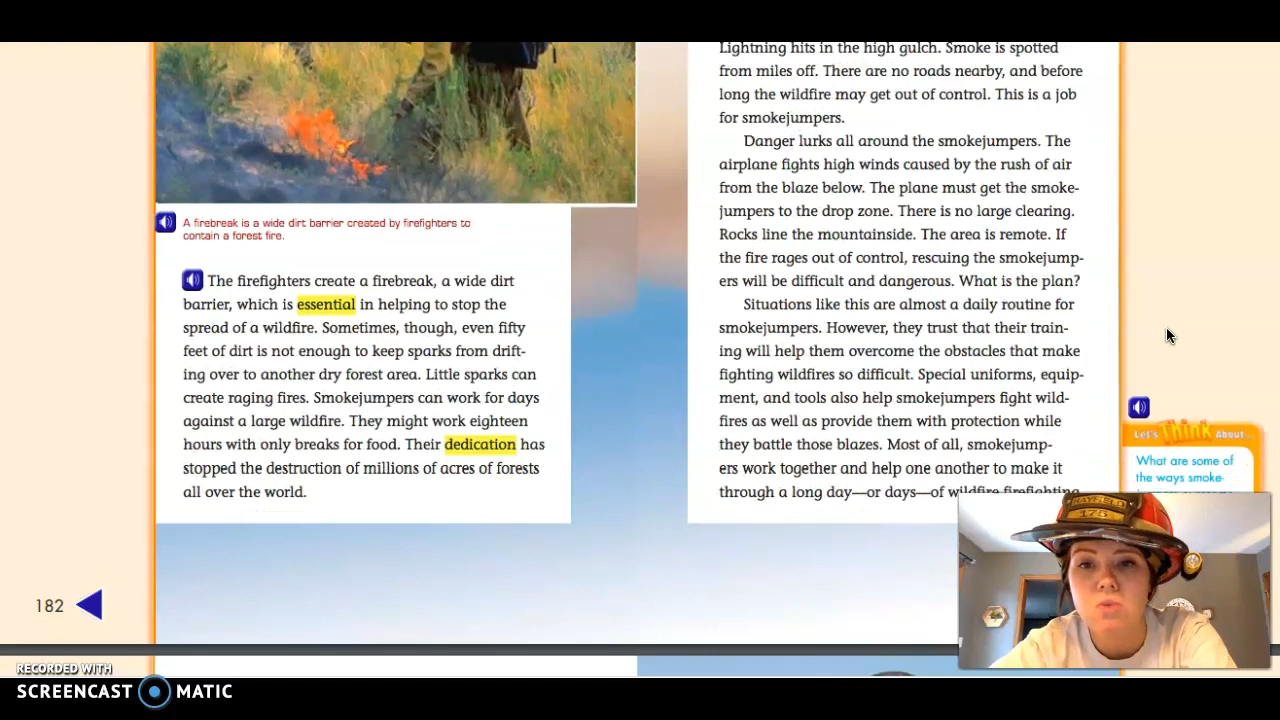 A firebreak is a wide dirt barrier created by firefighters to
contain a forest fire.
The firefighters create a firebreak, a wide dirt
barrier, which is essential in helping to stop the
spread of a wildfire. Sometimes, though, even fifty
feet of dirt is not enough to keep sparks from drift-
ing over to another dry forest area. Little sparks can
create raging fires. Smokejumpers can work for days
against a large wildfire. They might work eighteen
hours with only breaks for food. Their dedication has
stopped the destruction of millions of acres of forests
all over the world.
182
Lightning hits in the high gulch. Smoke is spotted
from miles off. There are no roads nearby, and before
long the wildfire may get out of control. This is a job
for smokejumpers.
Danger lurks all around the smokejumpers. The
airplane fights high winds caused by the rush of air
from the blaze below. The plane must get the smoke-
jumpers to the drop zone. There is no large clearing.
Rocks line the mountainside. The area is remote. If
the fire rages out of control, rescuing the smokejump-
ers will be difficult and dangerous. What is the plan?
Situations like this are almost a daily routine for
smokejumpers. However, they trust that their train-
ing will help them overcome the obstacles that make
fighting wildfires so difficult. Special uniforms, equip-
ment, and tools also help smokejumpers fight wild-
fires as well as provide them with protection while
they battle those blazes. Most of all, smokejump-
ers work together and help one another to make it
through a long day—or days—of wildfire firefighting
Let's Think About...
What are some of
the ways smoke-
HAYFIELD
175
RECORDED WITH
SCREENCAST MATIC